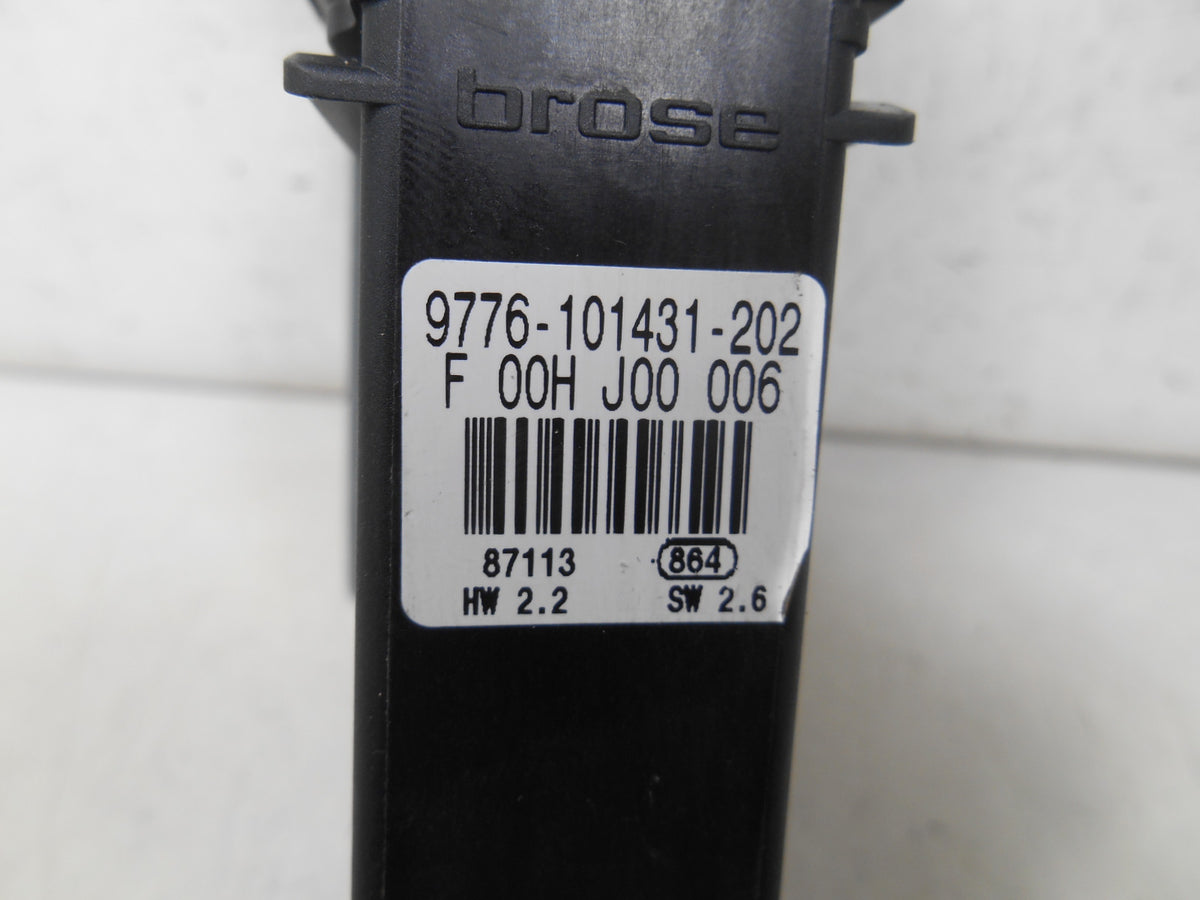 brose
9776-101431-202
F 00H J00 006
87113 864
HW 2.2 SW 2.6